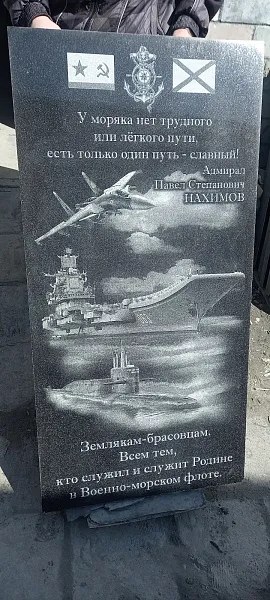 У моряка нет трудного
или лёгкого пути,
есть только один путь - славный!
Адмирал
Павел Степанович
НАХИМОВ
Землякам-брасовцам.
Всем тем,
кто служил и служит Родине
в Военно-морском флоте.